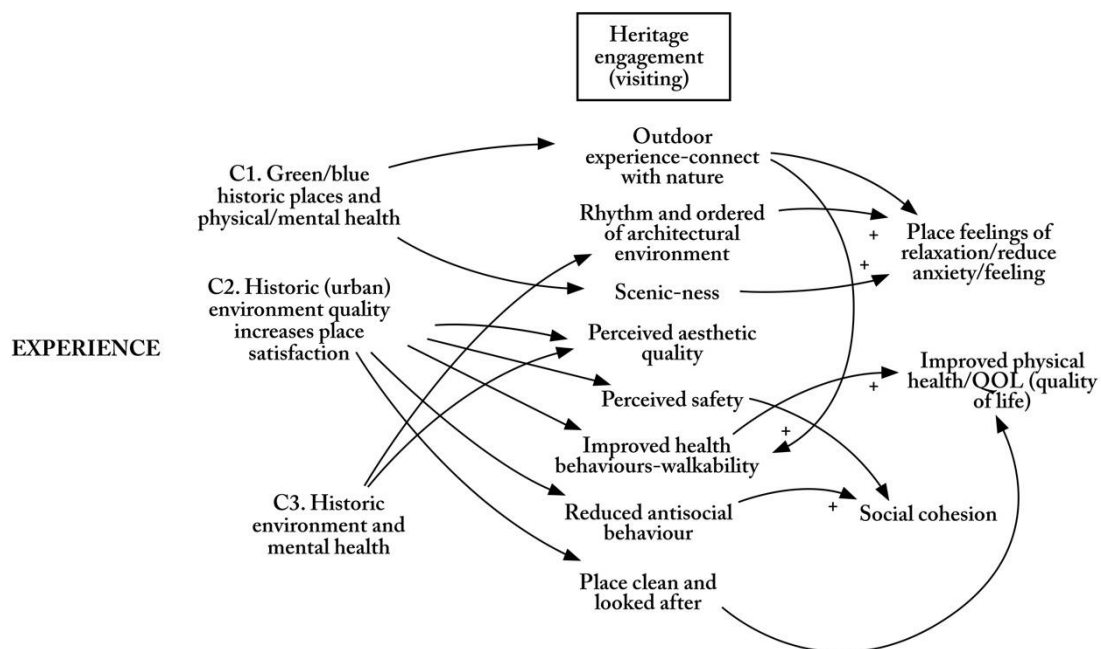 Heritage
engagement
(visiting)
Outdoor
experience-connect
with nature
C1. Green/blue
historic places and
physical/mental health
Rhythm and ordered
of architectural
environment
+
Place feelings of
relaxation/reduce
anxiety/feeling
+
C2. Historic (urban)
environment quality
increases place
satisfaction
Scenic-ness
EXPERIENCE
Perceived aesthetic
quality
Improved physical
health/QOL (quality
of life)
+
Perceived safety
+
Improved health
behaviours-walkability
C3. Historic
environment and
mental health
Reduced antisocial
behaviour
+
Social cohesion
Place clean and
looked after